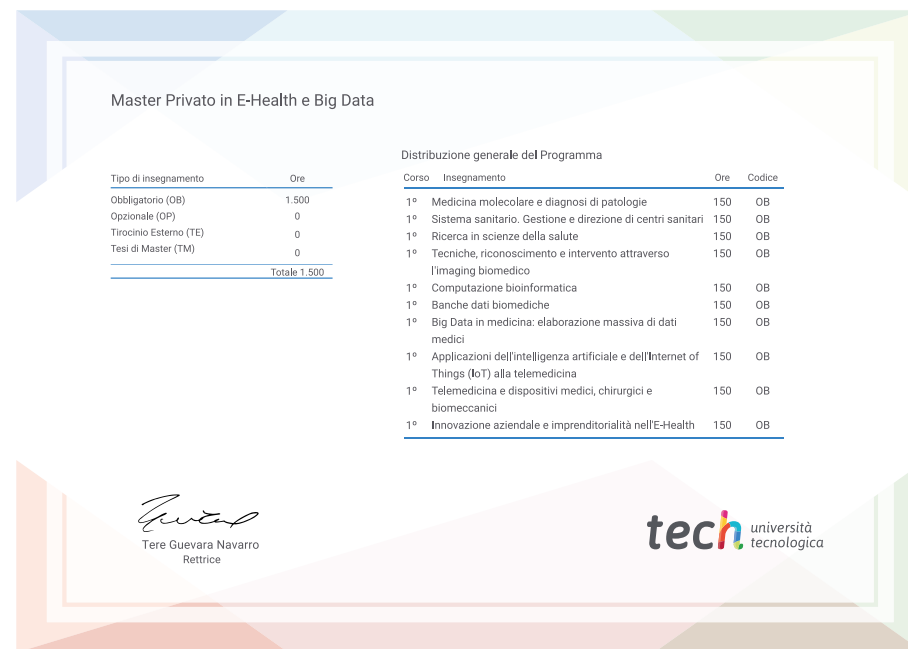 Master Privato in E-Health e Big Data
Tipo di insegnamento Ore
Obbligatorio (OB) 1.500
Opzionale (OP) 0
Tirocinio Esterno (TE) 0
Tesi di Master (TM) 0
Totale 1.500
Distribuzione generale del Programma
Corso Insegnamento Ore Codice
1º Medicina molecolare e diagnosi di patologie 150 OB
1º Sistema sanitario. Gestione e direzione di centri sanitari 150 OB
1º Ricerca in scienze della salute 150 OB
1º Tecniche, riconoscimento e intervento attraverso 150 OB
l'imaging biomedico
1º Computazione bioinformatica 150 OB
1º Banche dati biomediche 150 OB
1º Big Data in medicina: elaborazione massiva di dati 150 OB
medici
1º Applicazioni dell'intelligenza artificiale e dell'Internet of 150 OB
Things (IoT) alla telemedicina
1º Telemedicina e dispositivi medici, chirurgici e 150 OB
biomeccanici
1º Innovazione aziendale e imprenditorialità nell'E-Health 150 OB
Tere Guevara Navarro
Rettrice
tech università
tecnologica